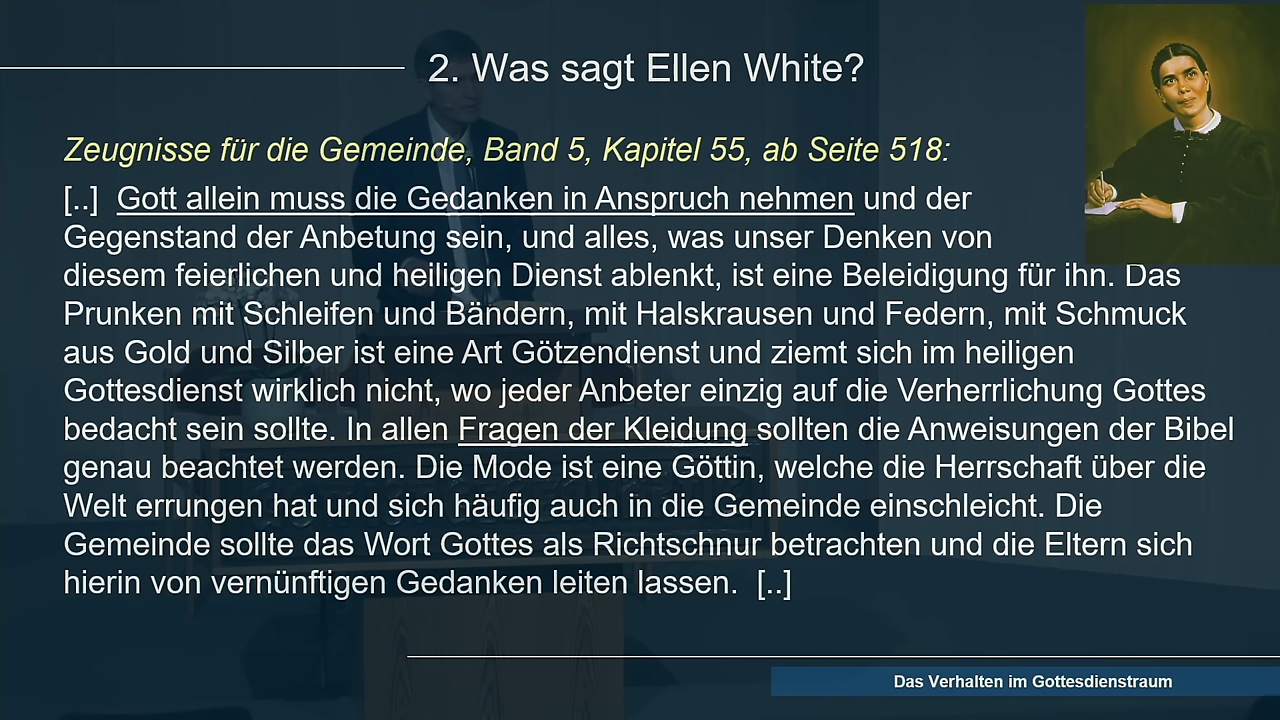 2. Was sagt Ellen White?
Zeugnisse für die Gemeinde, Band 5, Kapitel 55, ab Seite 518:
[..] Gott allein muss die Gedanken in Anspruch nehmen und der
Gegenstand der Anbetung sein, und alles, was unser Denken von
diesem feierlichen und heiligen Dienst ablenkt, ist eine Beleidigung für ihn. Das
Prunken mit Schleifen und Bändern, mit Halskrausen und Federn, mit Schmuck
aus Gold und Silber ist eine Art Götzendienst und ziemt sich im heiligen
Gottesdienst wirklich nicht, wo jeder Anbeter einzig auf die Verherrlichung Gottes
bedacht sein sollte. In allen Fragen der Kleidung sollten die Anweisungen der Bibel
genau beachtet werden. Die Mode ist eine Göttin, welche die Herrschaft über die
Welt errungen hat und sich häufig auch in die Gemeinde einschleicht. Die
Gemeinde sollte das Wort Gottes als Richtschnur betrachten und die Eltern sich
hierin von vernünftigen Gedanken leiten lassen. [..]
Das Verhalten im Gottesdienstraum